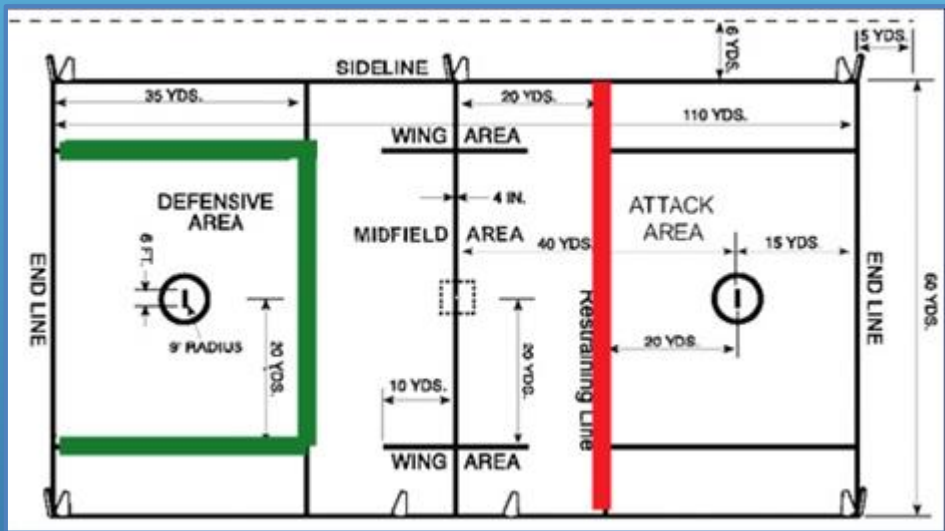 6 YDS.
5 YDS.
SIDELINE
35 YDS.
20 YDS.
110 YDS.
WING AREA
4 IN.
DEFENSIVE
AREA
ATTACK
AREA
MIDFIELD AREA
40 YDS.
15 YDS.
6 FT.
END LINE
END LINE
60 YDS.
9' RADIUS
20 YDS.
20 YDS.
Restraining Line
20 YDS.
10 YDS.
WING AREA